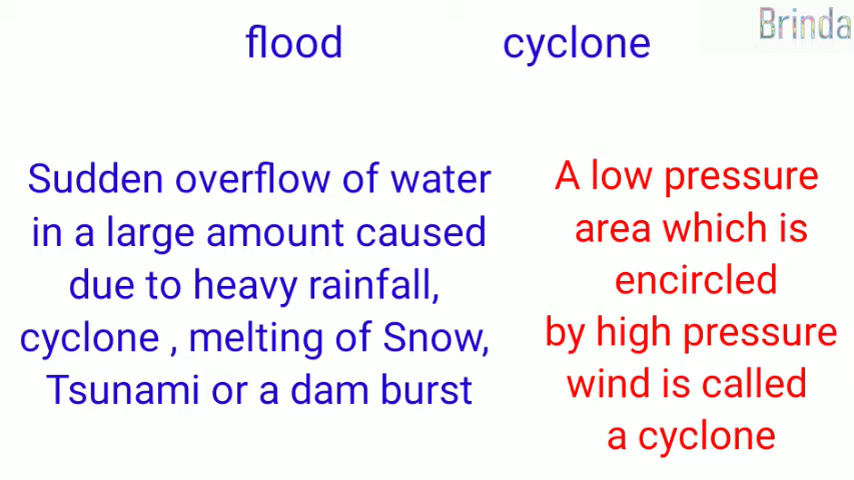 flood
cyclone
Brinda
Sudden overflow of water
in a large amount caused
due to heavy rainfall,
cyclone , melting of Snow,
Tsunami or a dam burst
A low pressure
area which is
encircled
by high pressure
wind is called
a cyclone